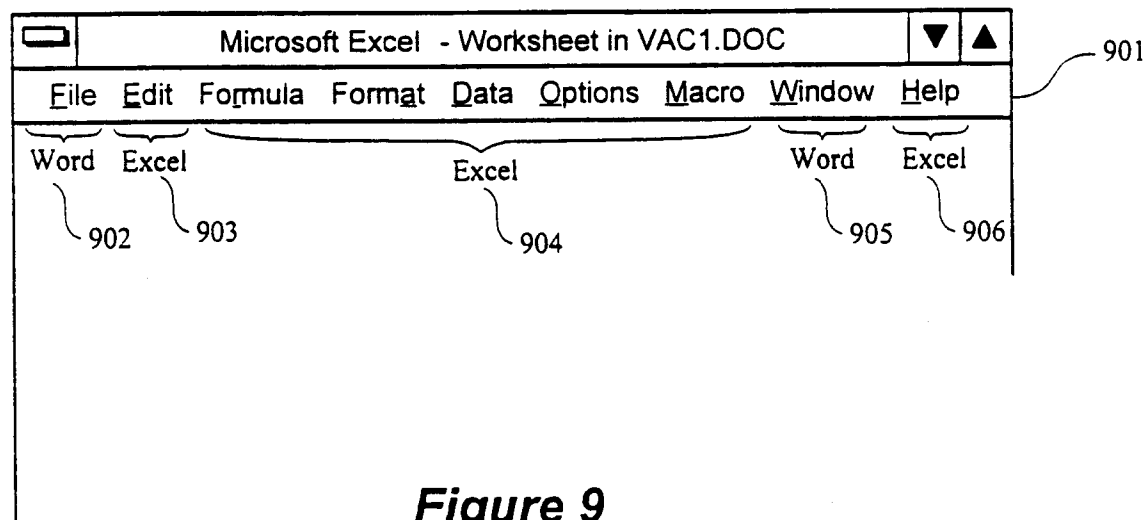 Microsoft Excel - Worksheet in VAC1.DOC
901
File Edit Formula Format Data Options Macro Window Help
Word Excel Excel Word Excel
902 903 904 905 906
Figure 9